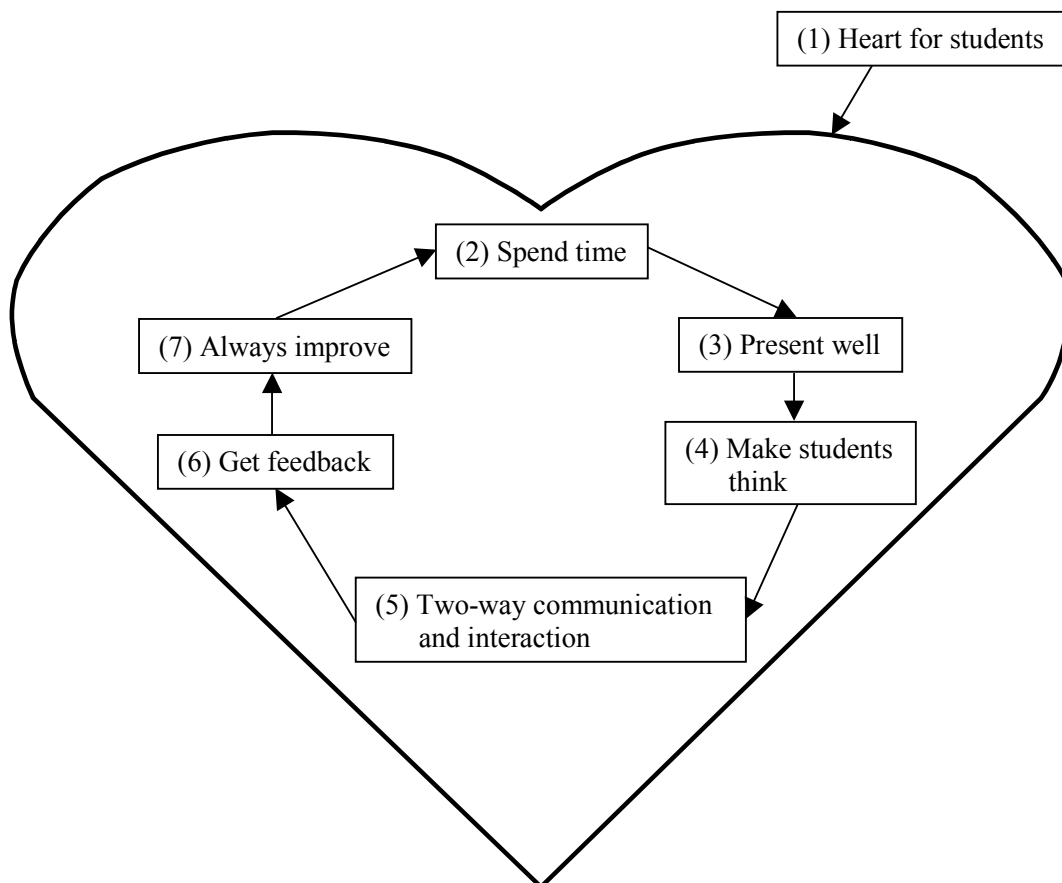 (1) Heart for students
(2) Spend time
(3) Present well
(4) Make students
think
(5) Two-way communication
and interaction
(6) Get feedback
(7) Always improve